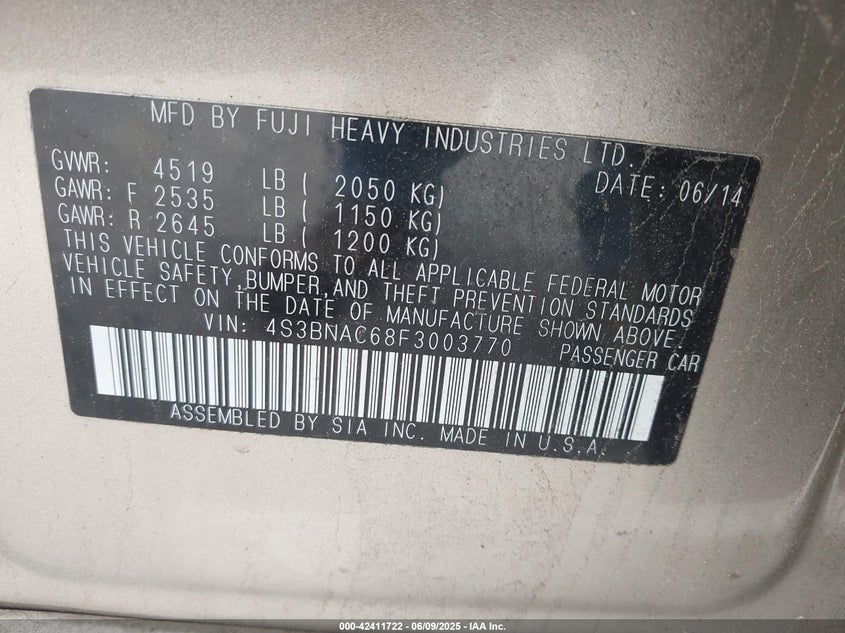 MFD BY FUJI HEAVY INDUSTRIES LTD.
GVWR: 4519 LB ( 2050 KG) DATE: 06/14
GAWR: F 2535 LB ( 1150 KG)
GAWR: R 2645 LB ( 1200 KG)
THIS VEHICLE CONFORMS TO ALL APPLICABLE FEDERAL MOTOR
VEHICLE SAFETY,BUMPER,AND THEFT PREVENTION STANDARDS
IN EFFECT ON THE DATE OF MANUFACTURE SHOWN ABOVE.
VIN: 4S3BNAC68F3003770 PASSENGER CAR
ASSEMBLED BY SIA INC. MADE IN U.S.A.
000-42411722 - 06/09/2025 - IAA Inc.